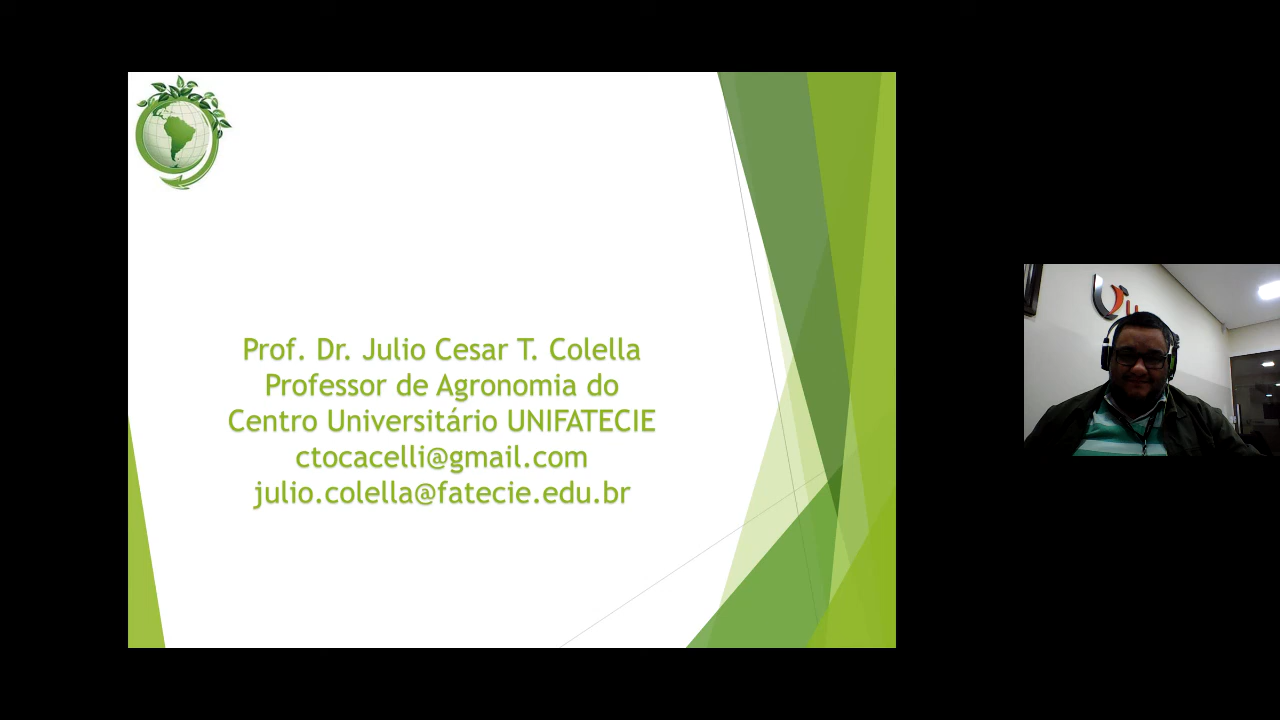 Prof. Dr. Julio Cesar T. Colella
Professor de Agronomia do
Centro Universitário UNIFATECIE
ctocacelli@gmail.com
julio.colella@fatecie.edu.br